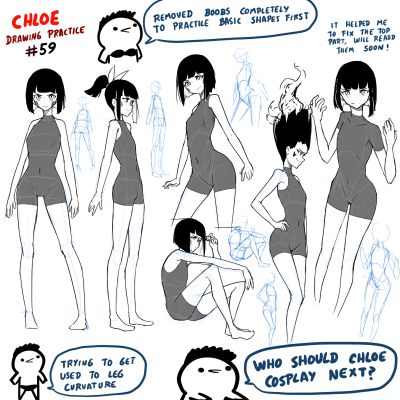 CHLOE
DRAWING PRACTICE
#59
REMOVED BOOBS COMPLETELY
TO PRACTICE BASIC SHAPES FIRST
IT HELPED ME
TO FIX THE TOP
PART, WILL READD
THEM SOON!
TRYING TO GET
USED TO LEG
CURVATURE
WHO SHOULD CHLOE
COSPLAY NEXT?